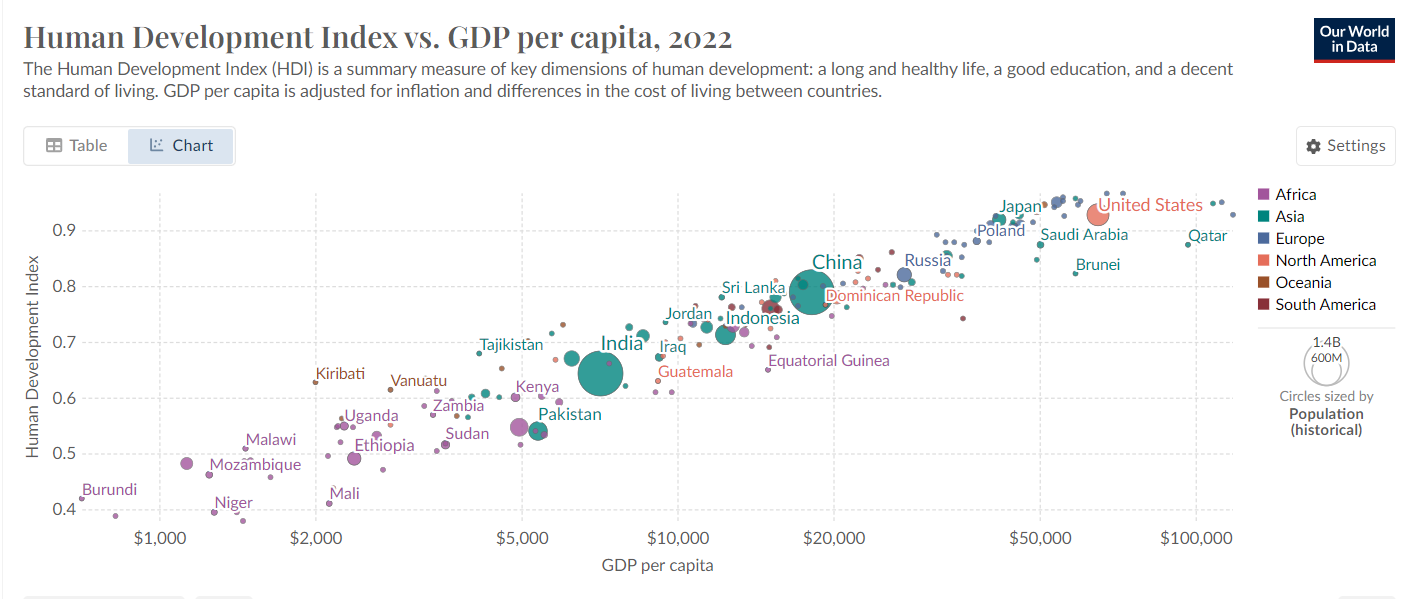 Human Development Index vs. GDP per capita, 2022
Our World
in Data
The Human Development Index (HDI) is a summary measure of key dimensions of human development: a long and healthy life, a good education, and a decent
standard of living. GDP per capita is adjusted for inflation and differences in the cost of living between countries.
Table
Chart
Settings
Human Development Index
0.9
0.8
0.7
0.6
0.5
0.4
Japan
United States
Poland
Saudi Arabia
Qatar
China
Russia
Brunei
Sri Lanka
Dominican Republic
Jordan
Indonesia
Tajikistan
India
Iraq
Equatorial Guinea
Kiribati
Vanuatu
Guatemala
Kenya
Zambia
Uganda
Pakistan
Sudan
Malawi
Ethiopia
Mozambique
Burundi
Mali
Niger
$1,000
$2,000
$5,000
$10,000
$20,000
$50,000
$100,000
GDP per capita
Africa
Asia
Europe
North America
Oceania
South America
1.4B
600M
Circles sized by
Population
(historical)